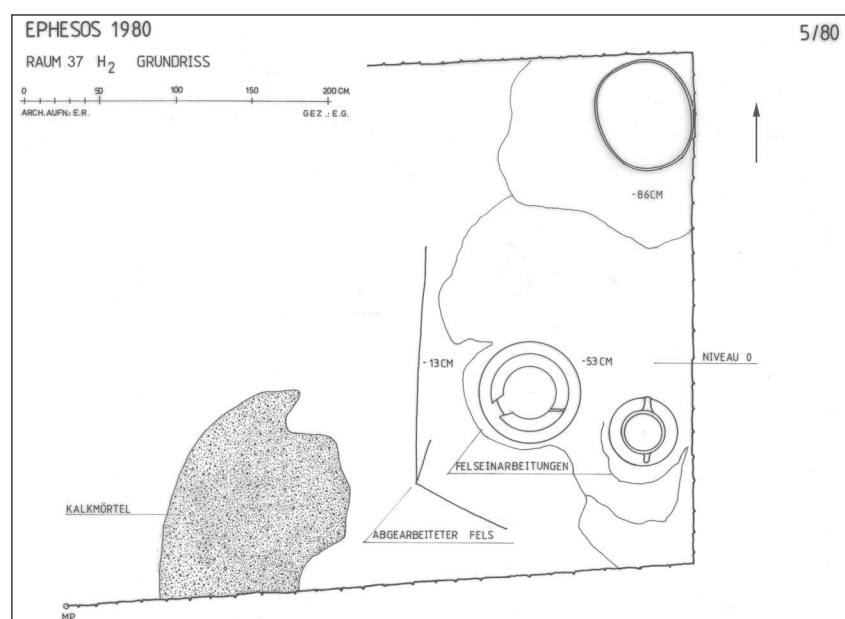 EPHESOS 1980
5/80
RAUM 37 H2 GRUNDRISS
0 50 100 150 200 CM.
ARCH.AUFN: E.R.
GEZ.: E.G.
-86CM
-13CM
-53CM
NIVEAU 0
FELSEINARBEITUNGEN
KALKMÖRTEL
ABGEARBEITETER FELS
MP